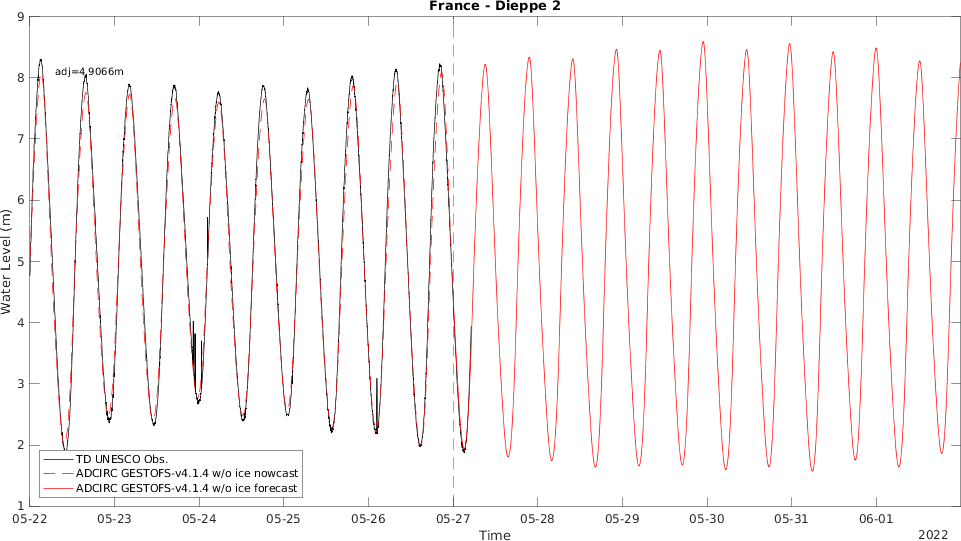 France - Dieppe 2
9
adj=4.9066m
8
7
6
5
4
3
2
1
Water Level (m)
TD UNESCO Obs.
ADCIRC GESTOFS-v4.1.4 w/o ice nowcast
ADCIRC GESTOFS-v4.1.4 w/o ice forecast
05-22 05-23 05-24 05-25 05-26 05-27 05-28 05-29 05-30 05-31 06-01
Time
2022